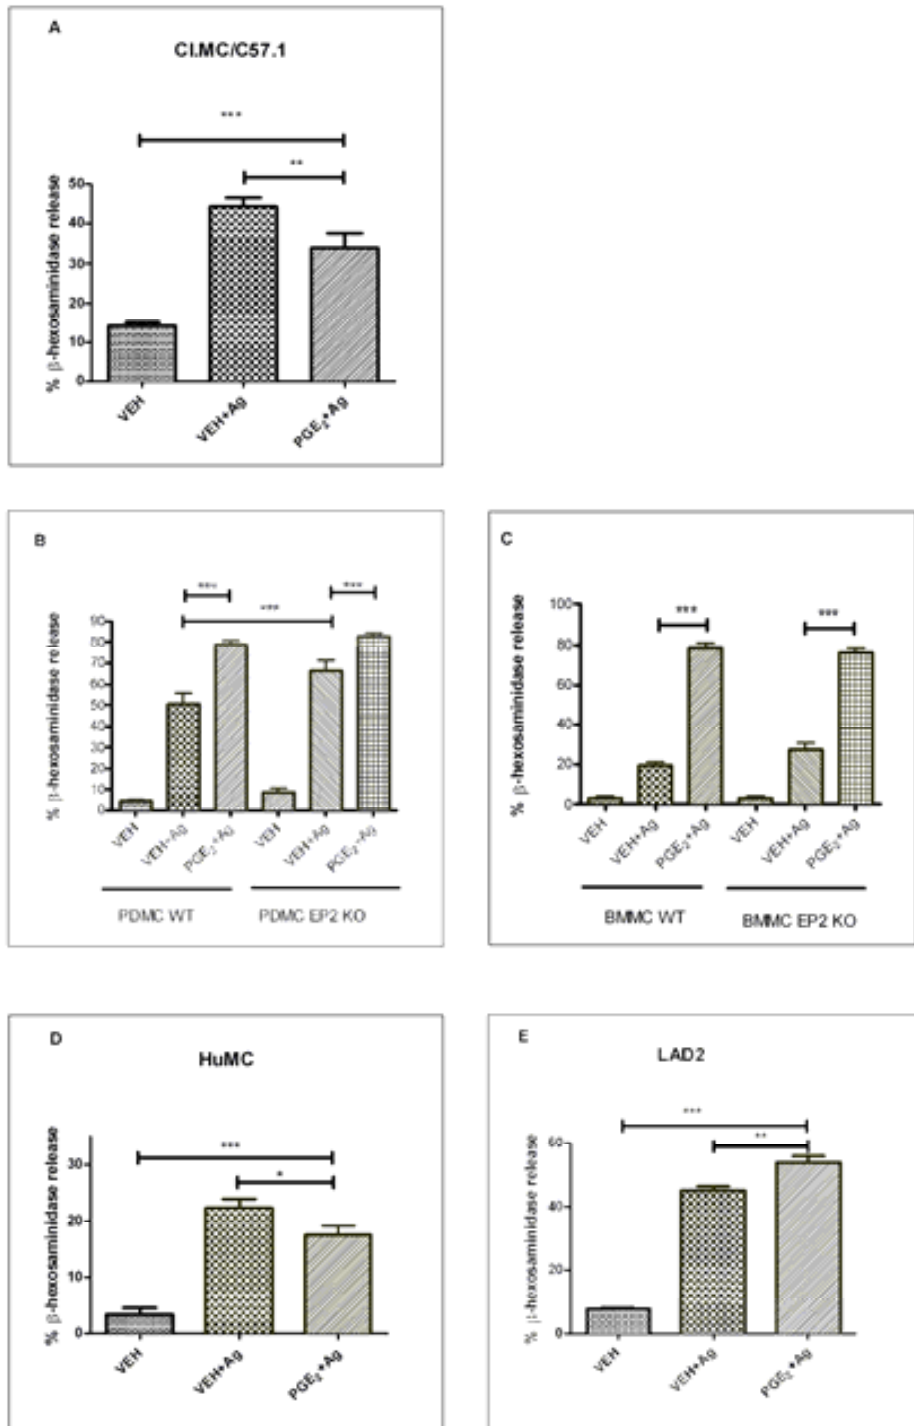 A
Cl.MC/C57.1
***
**
% β-hexosaminidase release
50
40
30
20
10
0
VEH
VEH+Ag
PGE₂+Ag
B
***
***
***
% β-hexosaminidase release
90
80
70
60
50
40
30
20
10
0
VEH
VEH+Ag
PGE₂+Ag
VEH
VEH+Ag
PGE₂+Ag
PDMC WT
PDMC EP2 KO
C
***
***
% β-hexosaminidase release
100
80
60
40
20
0
VEH
VEH+Ag
PGE₂+Ag
VEH
VEH+Ag
PGE₂+Ag
BMMC WT
BMMC EP2 KO
D
HuMC
***
*
% β-hexosaminidase release
30
20
10
0
VEH
VEH+Ag
PGE₂+Ag
E
LAD2
***
**
% β-hexosaminidase release
60
40
20
0
VEH
VEH+Ag
PGE₂+Ag